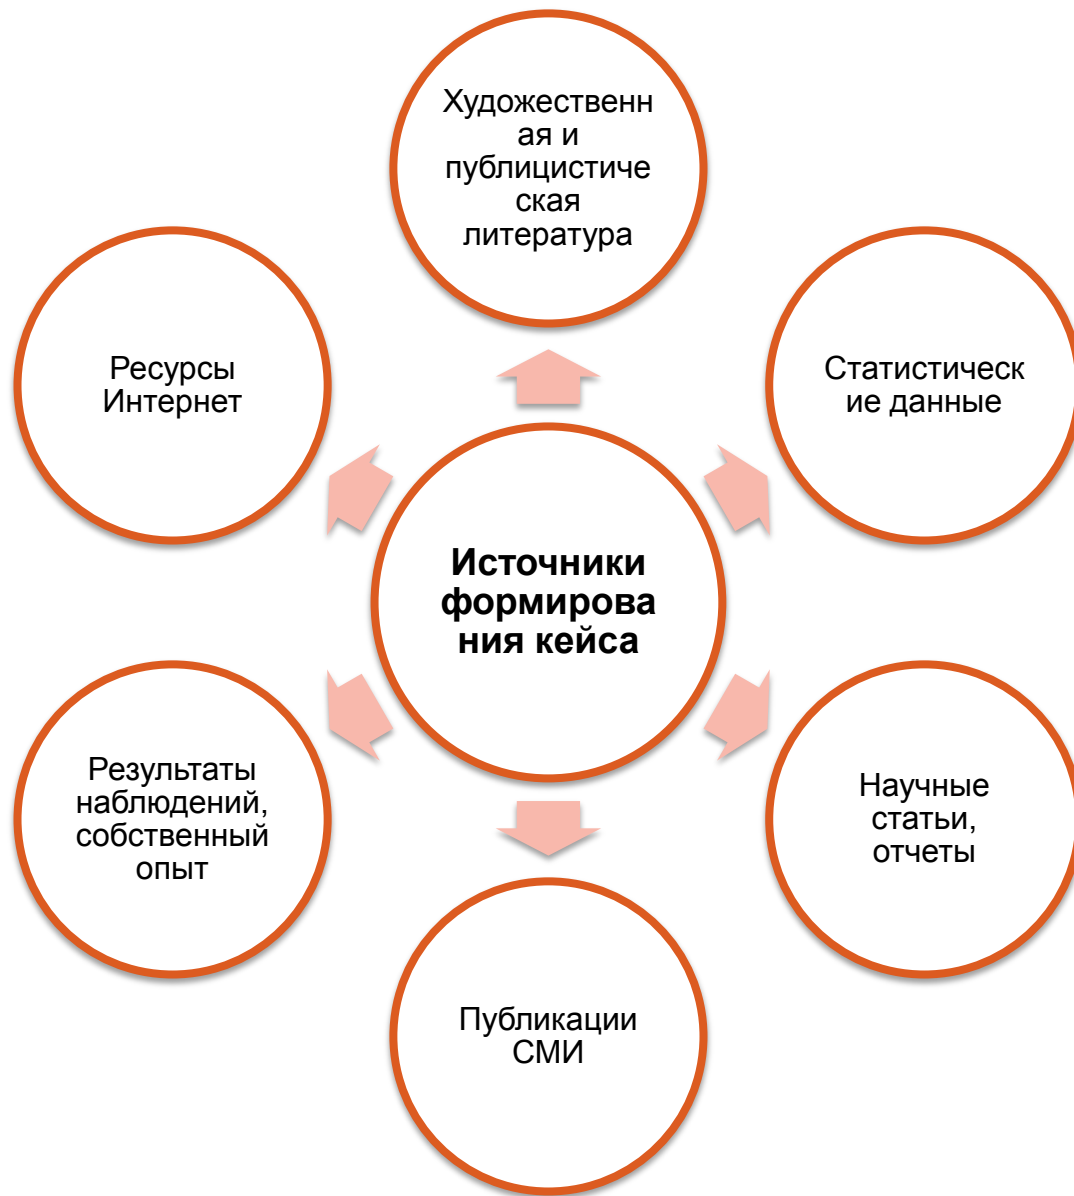 Художественн
ая и
публицистиче
ская
литература
Ресурсы
Интернет
Статистическ
ие данные
Источники
формирова
ния кейса
Результаты
наблюдений,
собственный
опыт
Научные
статьи,
отчеты
Публикации
СМИ